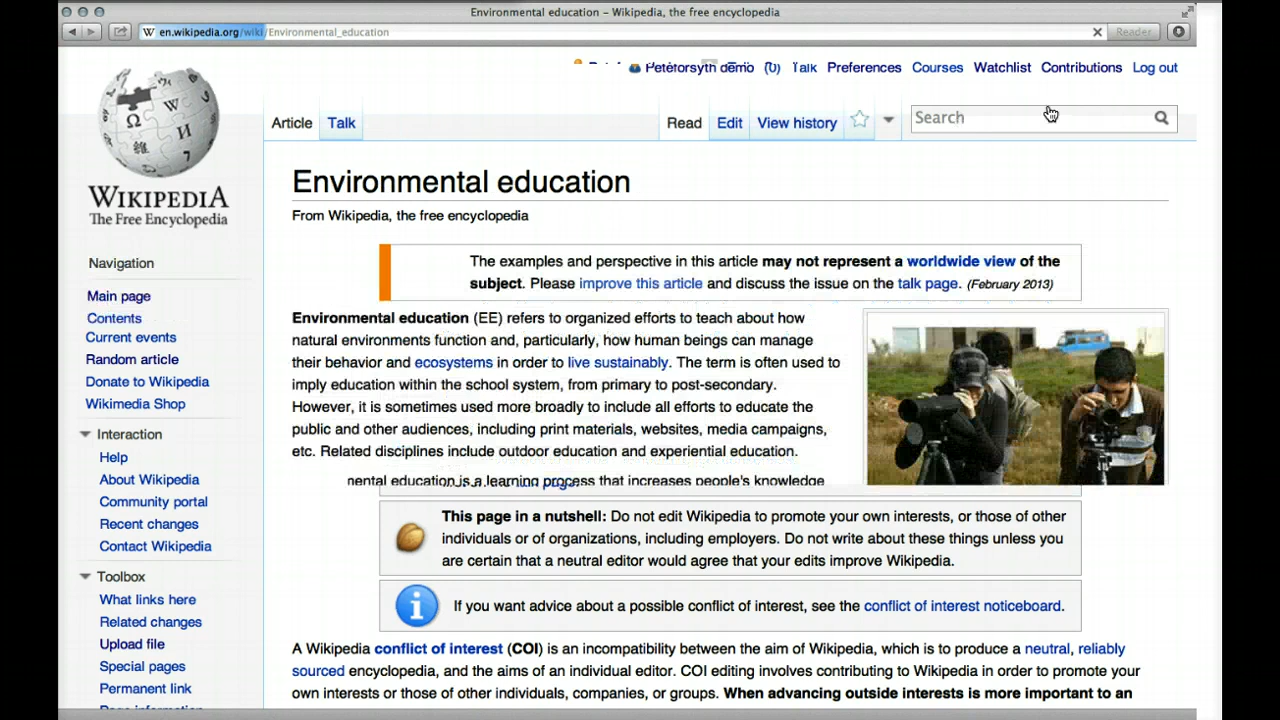 Environmental education – Wikipedia, the free encyclopedia
en.wikipedia.org/wiki/Environmental_education
Reader
Peteforsyth demo (0) Talk Preferences Courses Watchlist Contributions Log out
Article Talk Read Edit View history Search
WIKIPEDIA
The Free Encyclopedia
Navigation
Main page
Contents
Current events
Random article
Donate to Wikipedia
Wikimedia Shop
Interaction
Help
About Wikipedia
Community portal
Recent changes
Contact Wikipedia
Toolbox
What links here
Related changes
Upload file
Special pages
Permanent link
Page information
Environmental education
From Wikipedia, the free encyclopedia
The examples and perspective in this article may not represent a worldwide view of the
subject. Please improve this article and discuss the issue on the talk page. (February 2013)
Environmental education (EE) refers to organized efforts to teach about how
natural environments function and, particularly, how human beings can manage
their behavior and ecosystems in order to live sustainably. The term is often used to
imply education within the school system, from primary to post-secondary.
However, it is sometimes used more broadly to include all efforts to educate the
public and other audiences, including print materials, websites, media campaigns,
etc. Related disciplines include outdoor education and experiential education.
nental education is a learning process that increases people's knowledge
This page in a nutshell: Do not edit Wikipedia to promote your own interests, or those of other
individuals or of organizations, including employers. Do not write about these things unless you
are certain that a neutral editor would agree that your edits improve Wikipedia.
If you want advice about a possible conflict of interest, see the conflict of interest noticeboard.
A Wikipedia conflict of interest (COI) is an incompatibility between the aim of Wikipedia, which is to produce a neutral, reliably
sourced encyclopedia, and the aims of an individual editor. COI editing involves contributing to Wikipedia in order to promote your
own interests or those of other individuals, companies, or groups. When advancing outside interests is more important to an